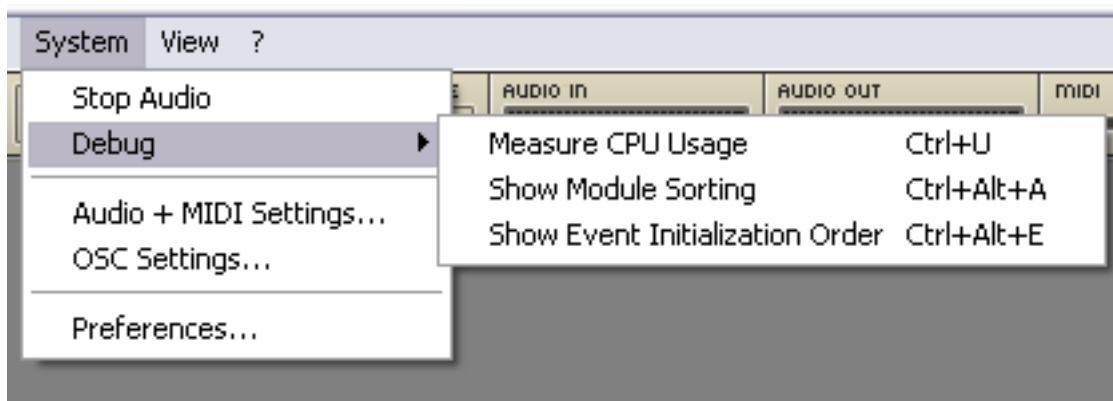 System View ?
AUDIO IN AUDIO OUT MIDI
Stop Audio
Debug
Measure CPU Usage Ctrl+U
Show Module Sorting Ctrl+Alt+A
Show Event Initialization Order Ctrl+Alt+E
Audio + MIDI Settings...
OSC Settings...
Preferences...